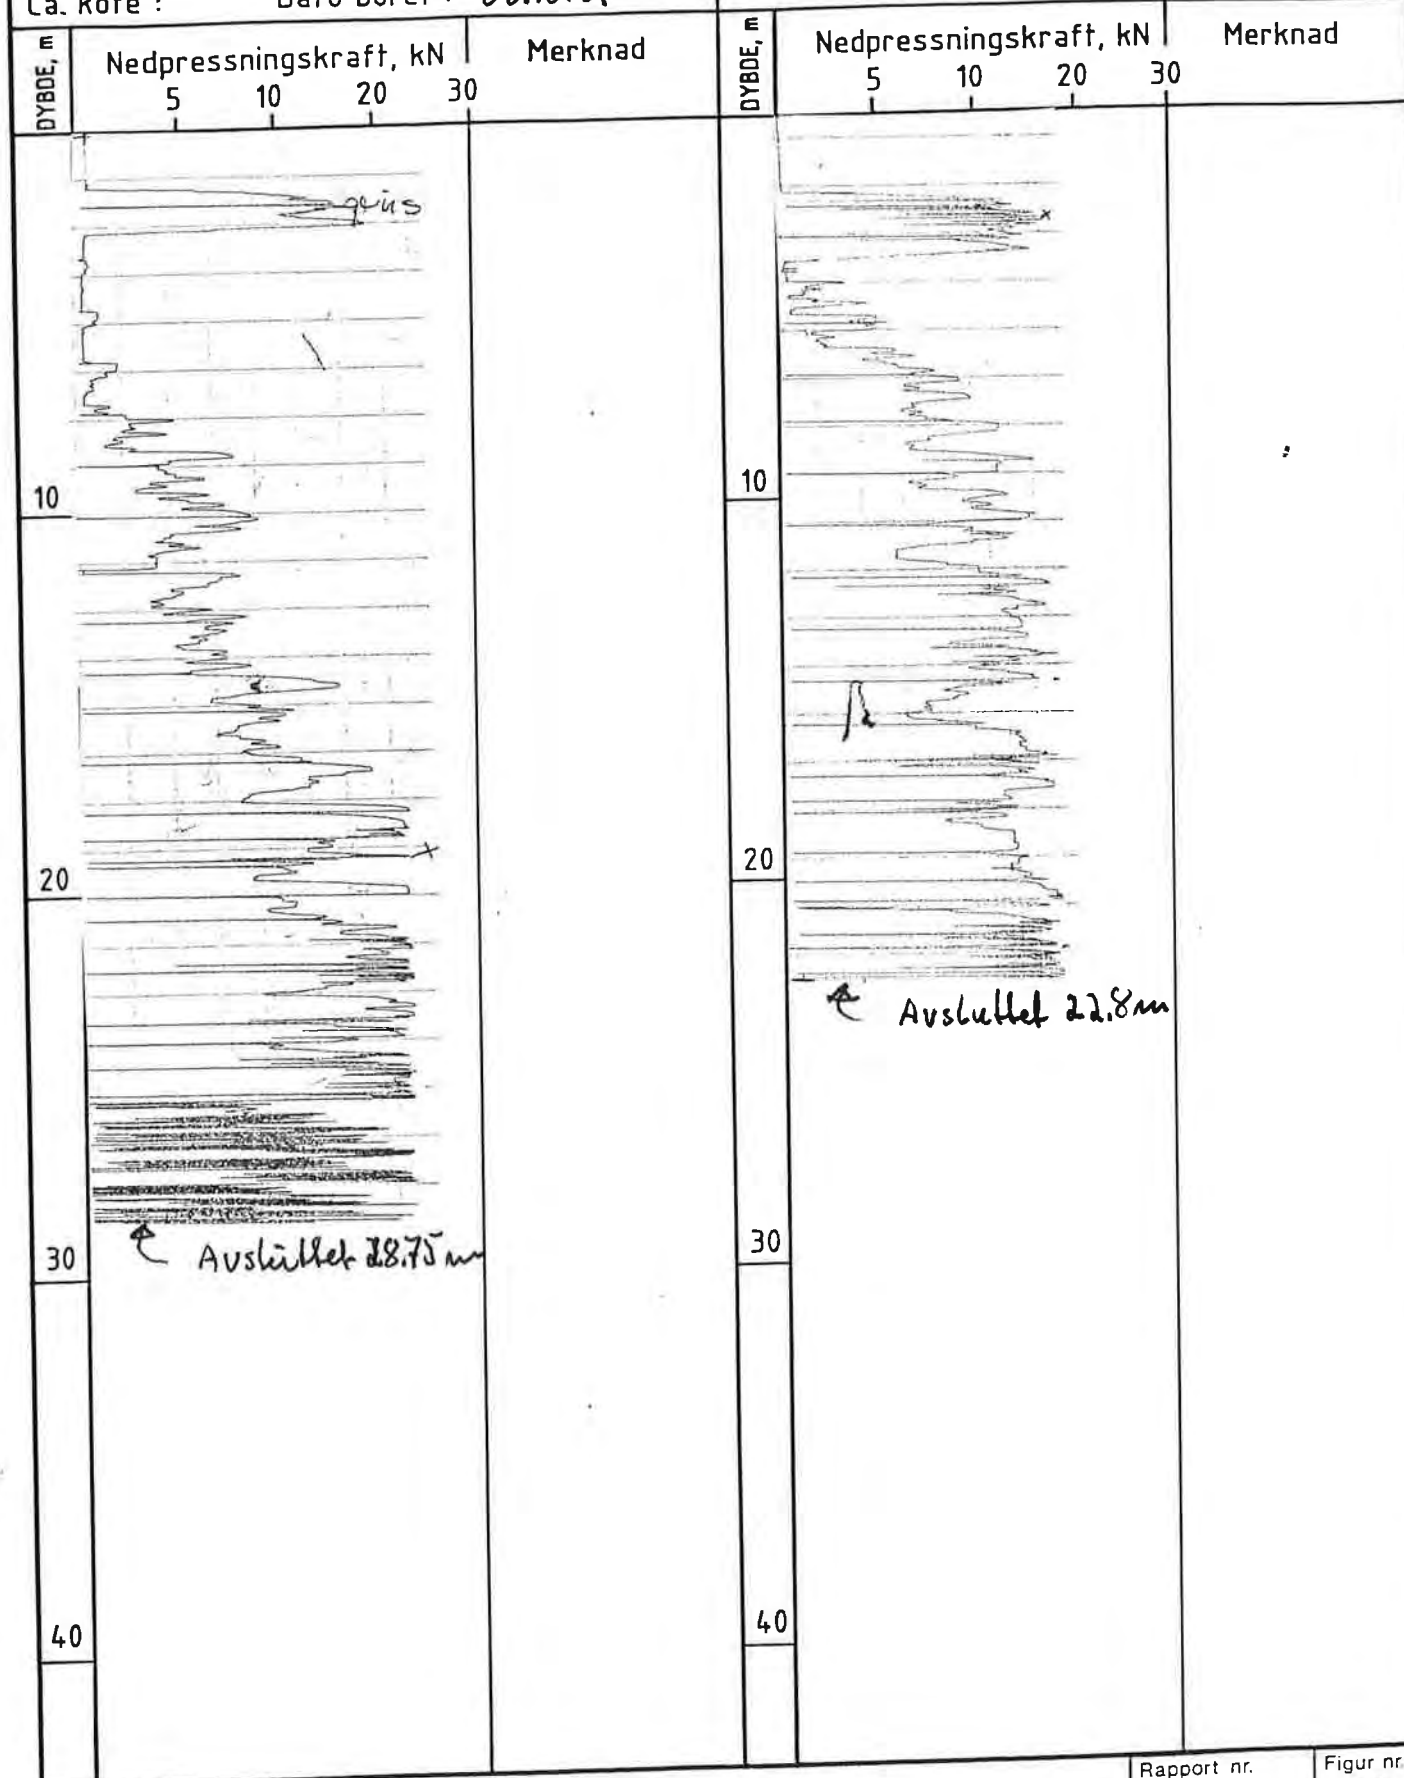 Ca. Kote :
DYBDE, m
Nedpressningskraft, kN
Merknad
5 10 20 30
10
20
30
40
Avsluttet 28.75 m
DYBDE, m
Nedpressningskraft, kN
Merknad
5 10 20 30
10
20
30
40
Avsluttet 22.8 m
Rapport nr.
Figur nr.